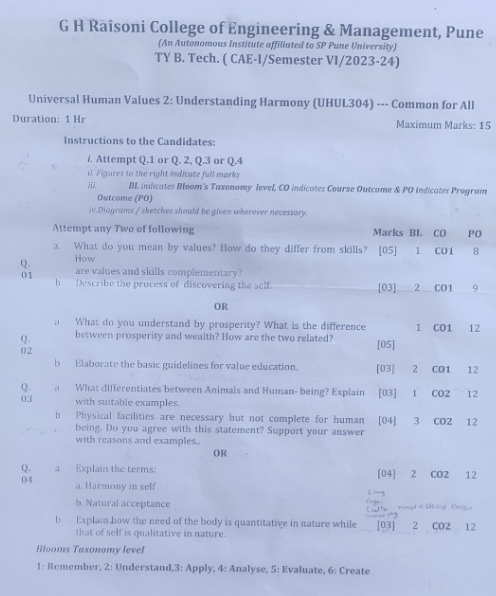 G H Raisoni College of Engineering & Management, Pune
(An Autonomous Institute affiliated to SP Pune University)
TY B. Tech. ( CAE-I/Semester VI/2023-24)
Universal Human Values 2: Understanding Harmony (UHUL304) --- Common for All
Duration: 1 Hr
Maximum Marks: 15
Instructions to the Candidates:
i. Attempt Q.1 or Q. 2, Q.3 or Q.4
ii. Figures to the right indicate full marks
iii. BL indicates Bloom's Taxonomy level, CO indicates Course Outcome & PO indicates Program
Outcome (PO)
iv. Diagrams / sketches should be given wherever necessary.
Attempt any Two of following Marks BL CO PO
Q. 01 a. What do you mean by values? How do they differ from skills? [05] 1 CO1 8
How
are values and skills complementary?
b Describe the process of discovering the self. [03] 2 CO1 9
OR
Q. 02 a What do you understand by prosperity? What is the difference 1 CO1 12
between prosperity and wealth? How are the two related?
[05]
b Elaborate the basic guidelines for value education. [03] 2 CO1 12
Q. 03 a What differentiates between Animals and Human- being? Explain [03] 1 CO2 12
with suitable examples.
b Physical facilities are necessary but not complete for human [04] 3 CO2 12
being. Do you agree with this statement? Support your answer
with reasons and examples..
OR
Q. 04 a Explain the terms: [04] 2 CO2 12
a. Harmony in self
b. Natural acceptance
b Explain how the need of the body is quantitative in nature while [03] 2 CO2 12
that of self is qualitative in nature.
Blooms Taxonomy level
1: Remember, 2: Understand,3: Apply, 4: Analyse, 5: Evaluate, 6: Create